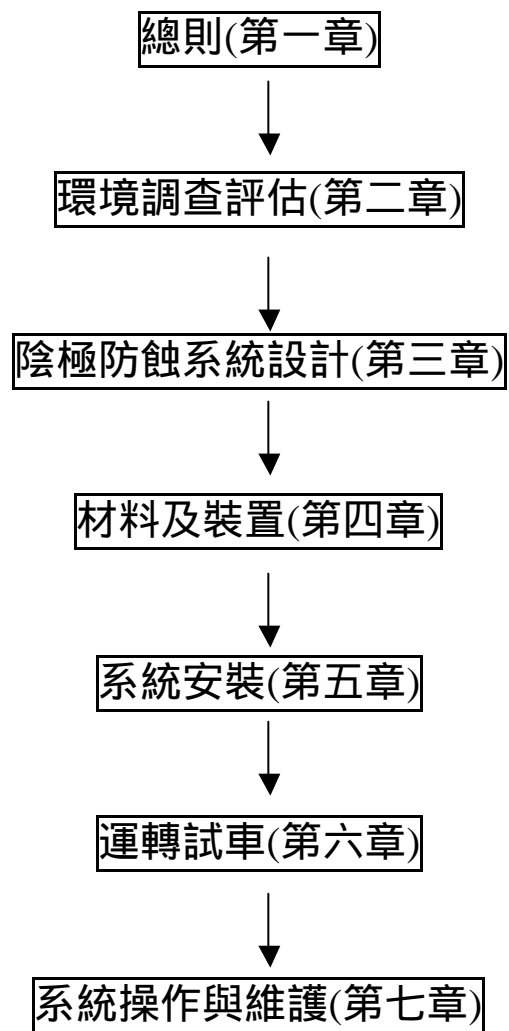 總則(第一章)
環境調查評估(第二章)
陰極防蝕系統設計(第三章)
材料及裝置(第四章)
系統安裝(第五章)
運轉試車(第六章)
系統操作與維護(第七章)